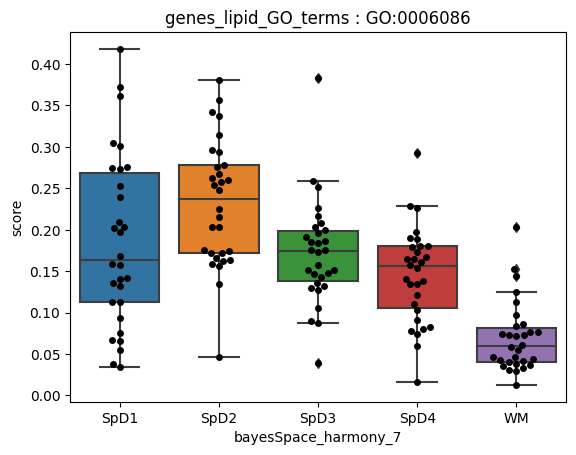 genes_lipid_GO_terms : GO:0006086
score
0.40
0.35
0.30
0.25
0.20
0.15
0.10
0.05
0.00
SpD1 SpD2 SpD3 SpD4 WM
bayesSpace_harmony_7